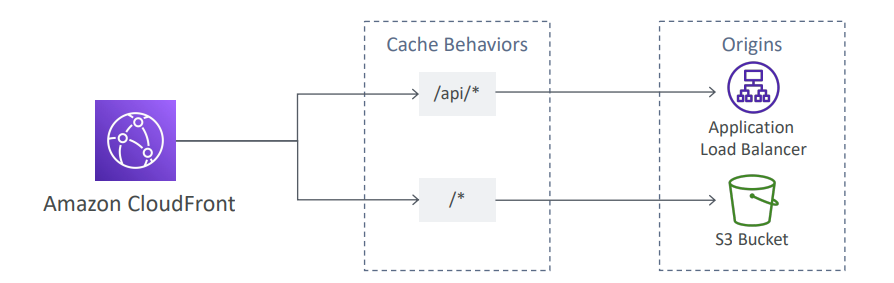 Cache Behaviors
Origins
/api/*
Application
Load Balancer
Amazon CloudFront
/*
S3 Bucket